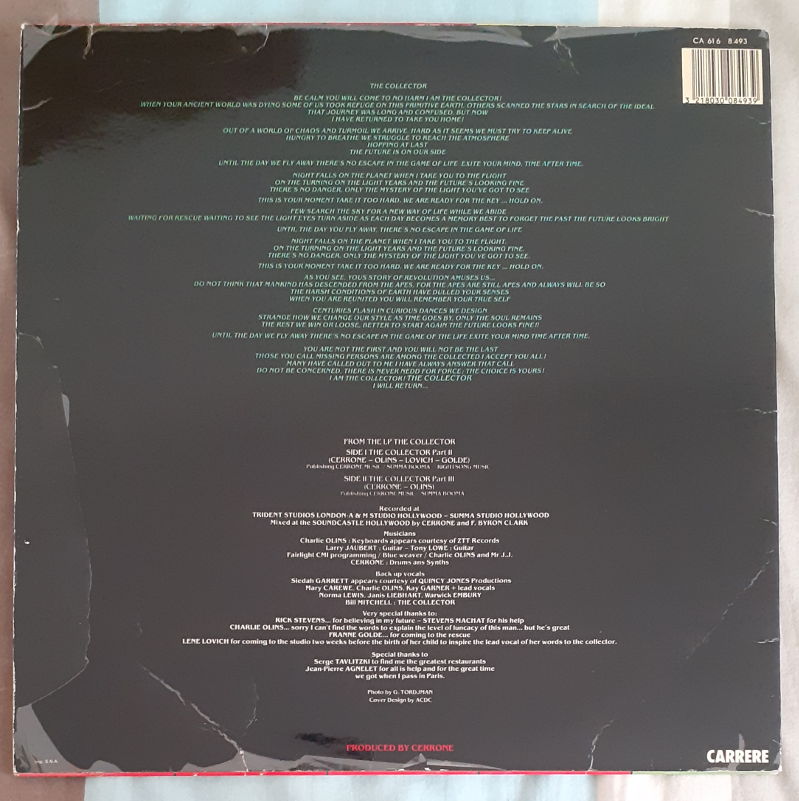 CA 616 8.493
3 218030 084939
THE COLLECTOR
BE CALM YOU WILL COME TO NO HARM I AM THE COLLECTOR!
WHEN YOUR ANCIENT WORLD WAS DYING SOME OF US TOOK REFUGE ON THIS PRIMITIVE EARTH, OTHERS SCANNED THE STARS IN SEARCH OF THE IDEAL
THAT JOURNEY WAS LONG AND CONFUSED, BUT NOW
I HAVE RETURNED TO TAKE YOU HOME!
OUT OF A WORLD OF CHAOS AND TURMOIL WE ARRIVE, HARD AS IT SEEMS WE MUST TRY TO KEEP ALIVE
HUNGRY TO BREATHE WE STRUGGLE TO REACH THE ATMOSPHERE
HOPPING AT LAST
THE FUTURE IS ON OUR SIDE
UNTIL THE DAY WE FLY AWAY THERE'S NO ESCAPE IN THE GAME OF LIFE. EXITE YOUR MIND, TIME AFTER TIME.
NIGHT FALLS ON THE PLANET WHEN I TAKE YOU TO THE FLIGHT
ON THE TURNING ON THE LIGHT YEARS AND THE FUTURE'S LOOKING FINE
THERE'S NO DANGER, ONLY THE MYSTERY OF THE LIGHT YOU'VE GOT TO SEE
THIS IS YOUR MOMENT TAKE IT TOO HARD, WE ARE READY FOR THE KEY ... HOLD ON.
FEW SEARCH THE SKY FOR A NEW WAY OF LIFE WHILE WE ABIDE
WAITING FOR RESCUE WAITING TO SEE THE LIGHT EYES TURN ASIDE AS EACH DAY BECOMES A MEMORY BEST TO FORGET THE PAST THE FUTURE LOOKS BRIGHT
UNTIL THE DAY YOU FLY AWAY, THERE'S NO ESCAPE IN THE GAME OF LIFE
NIGHT FALLS ON THE PLANET WHEN I TAKE YOU TO THE FLIGHT.
ON THE TURNING ON THE LIGHT YEARS AND THE FUTURE'S LOOKING FINE.
THERE'S NO DANGER, ONLY THE MYSTERY OF THE LIGHT YOU'VE GOT TO SEE.
THIS IS YOUR MOMENT TAKE IT TOO HARD, WE ARE READY FOR THE KEY ... HOLD ON.
AS YOU SEE, YOUS STORY OF REVOLUTION AMUSES US...
DO NOT THINK THAT MANKIND HAS DESCENDED FROM THE APES, FOR THE APES ARE STILL APES AND ALWAYS WILL BE SO
THE HARSH CONDITIONS OF EARTH HAVE DULLED YOUR SENSES
WHEN YOU ARE REUNITED YOU WILL REMEMBER YOUR TRUE SELF
CENTURIES FLASH IN CURIOUS DANCES WE DESIGN
STRANGE HOW WE CHANGE OUR STYLE AS TIME GOES BY, ONLY THE SOUL REMAINS
THE REST WE WIN OR LOOSE, BETTER TO START AGAIN THE FUTURE LOOKS FINE!!
UNTIL THE DAY WE FLY AWAY THERE'S NO ESCAPE IN THE GAME OF THE LIFE EXITE YOUR MIND TIME AFTER TIME.
YOU ARE NOT THE FIRST AND YOU WILL NOT BE THE LAST
THOSE YOU CALL MISSING PERSONS ARE AMONG THE COLLECTED I ACCEPT YOU ALL!
MANY HAVE CALLED OUT TO ME I HAVE ALWAYS ANSWER THAT CALL
DO NOT BE CONCERNED, THERE IS NEVER NEDD FOR FORCE: THE CHOICE IS YOURS!
I AM THE COLLECTOR! THE COLLECTOR
I WILL RETURN...
FROM THE LP THE COLLECTOR
SIDE I THE COLLECTOR Part II
(CERRONE – OLINS – LOVICH – GOLDE)
Publishing CERRONE MUSIC - SUMMA BOOMA - RIGHTSONG MUSIC
SIDE II THE COLLECTOR Part III
(CERRONE – OLINS)
Publishing CERRONE MUSIC - SUMMA BOOMA
Recorded at
TRIDENT STUDIOS LONDON-A & M STUDIO HOLLYWOOD – SUMMA STUDIO HOLLYWOOD
Mixed at the SOUNDCASTLE HOLLYWOOD by CERRONE and F. BYRON CLARK
Musicians
Charlie OLINS : Keyboards appears courtesy of ZTT Records
Larry JAUBERT : Guitar – Tony LOWE : Guitar
Fairlight CMI programming / Blue weaver / Charlie OLINS and Mr J.J.
CERRONE : Drums ans Synths
Back up vocals
Siedah GARRETT appears courtesy of QUINCY JONES Productions
Mary CAREWE, Charlie OLINS, Kay GARNER + lead vocals
Norma LEWIS, Janis LIEBHART, Warwick EMBURY
Bill MITCHELL : THE COLLECTOR
Very special thanks to:
RICK STEVENS... for believing in my future – STEVENS MACHAT for his help
CHARLIE OLINS... sorry I can't find the words to explain the level of luncacy of this man... but he's great
FRANNE GOLDE... for coming to the rescue
LENE LOVICH for coming to the studio two weeks before the birth of her child to inspire the lead vocal of her words to the collector.
Special thanks to
Serge TAVLITZKI to find me the greatest restaurants
Jean-Pierre AGNELET for all is help and for the great time
we got when I pass in Paris.
Photo by G. TORDJMAN
Cover Design by ACDC
PRODUCED BY CERRONE
Imp. S.N.A.
CARRERE